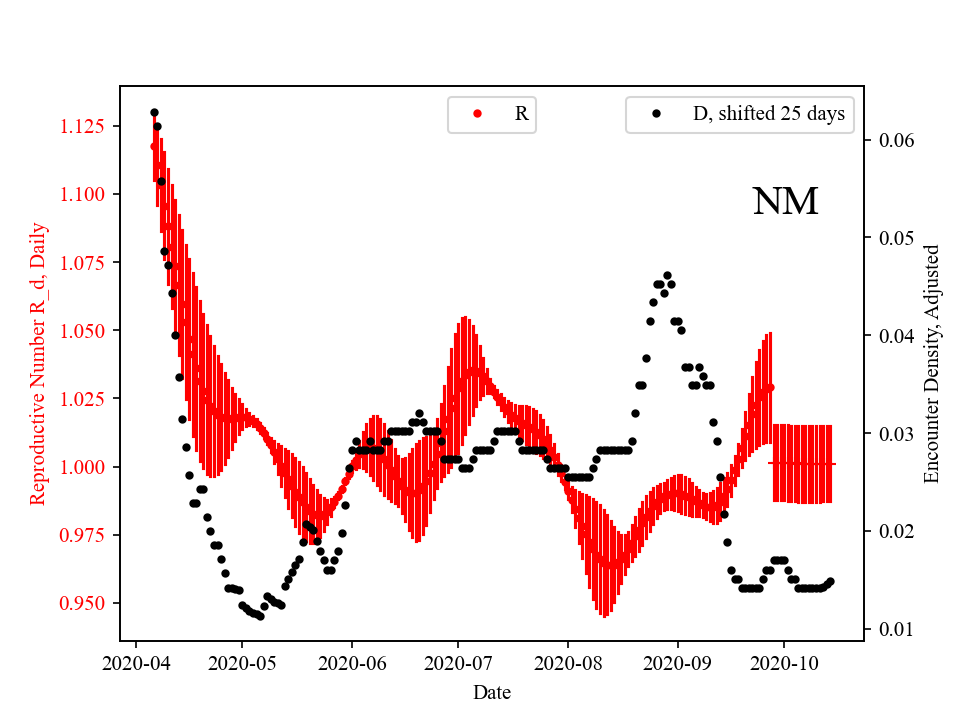 R
D, shifted 25 days
NM
Reproductive Number R_d, Daily
1.125
1.100
1.075
1.050
1.025
1.000
0.975
0.950
0.06
0.05
0.04
0.03
0.02
0.01
Encounter Density, Adjusted
2020-04 2020-05 2020-06 2020-07 2020-08 2020-09 2020-10
Date